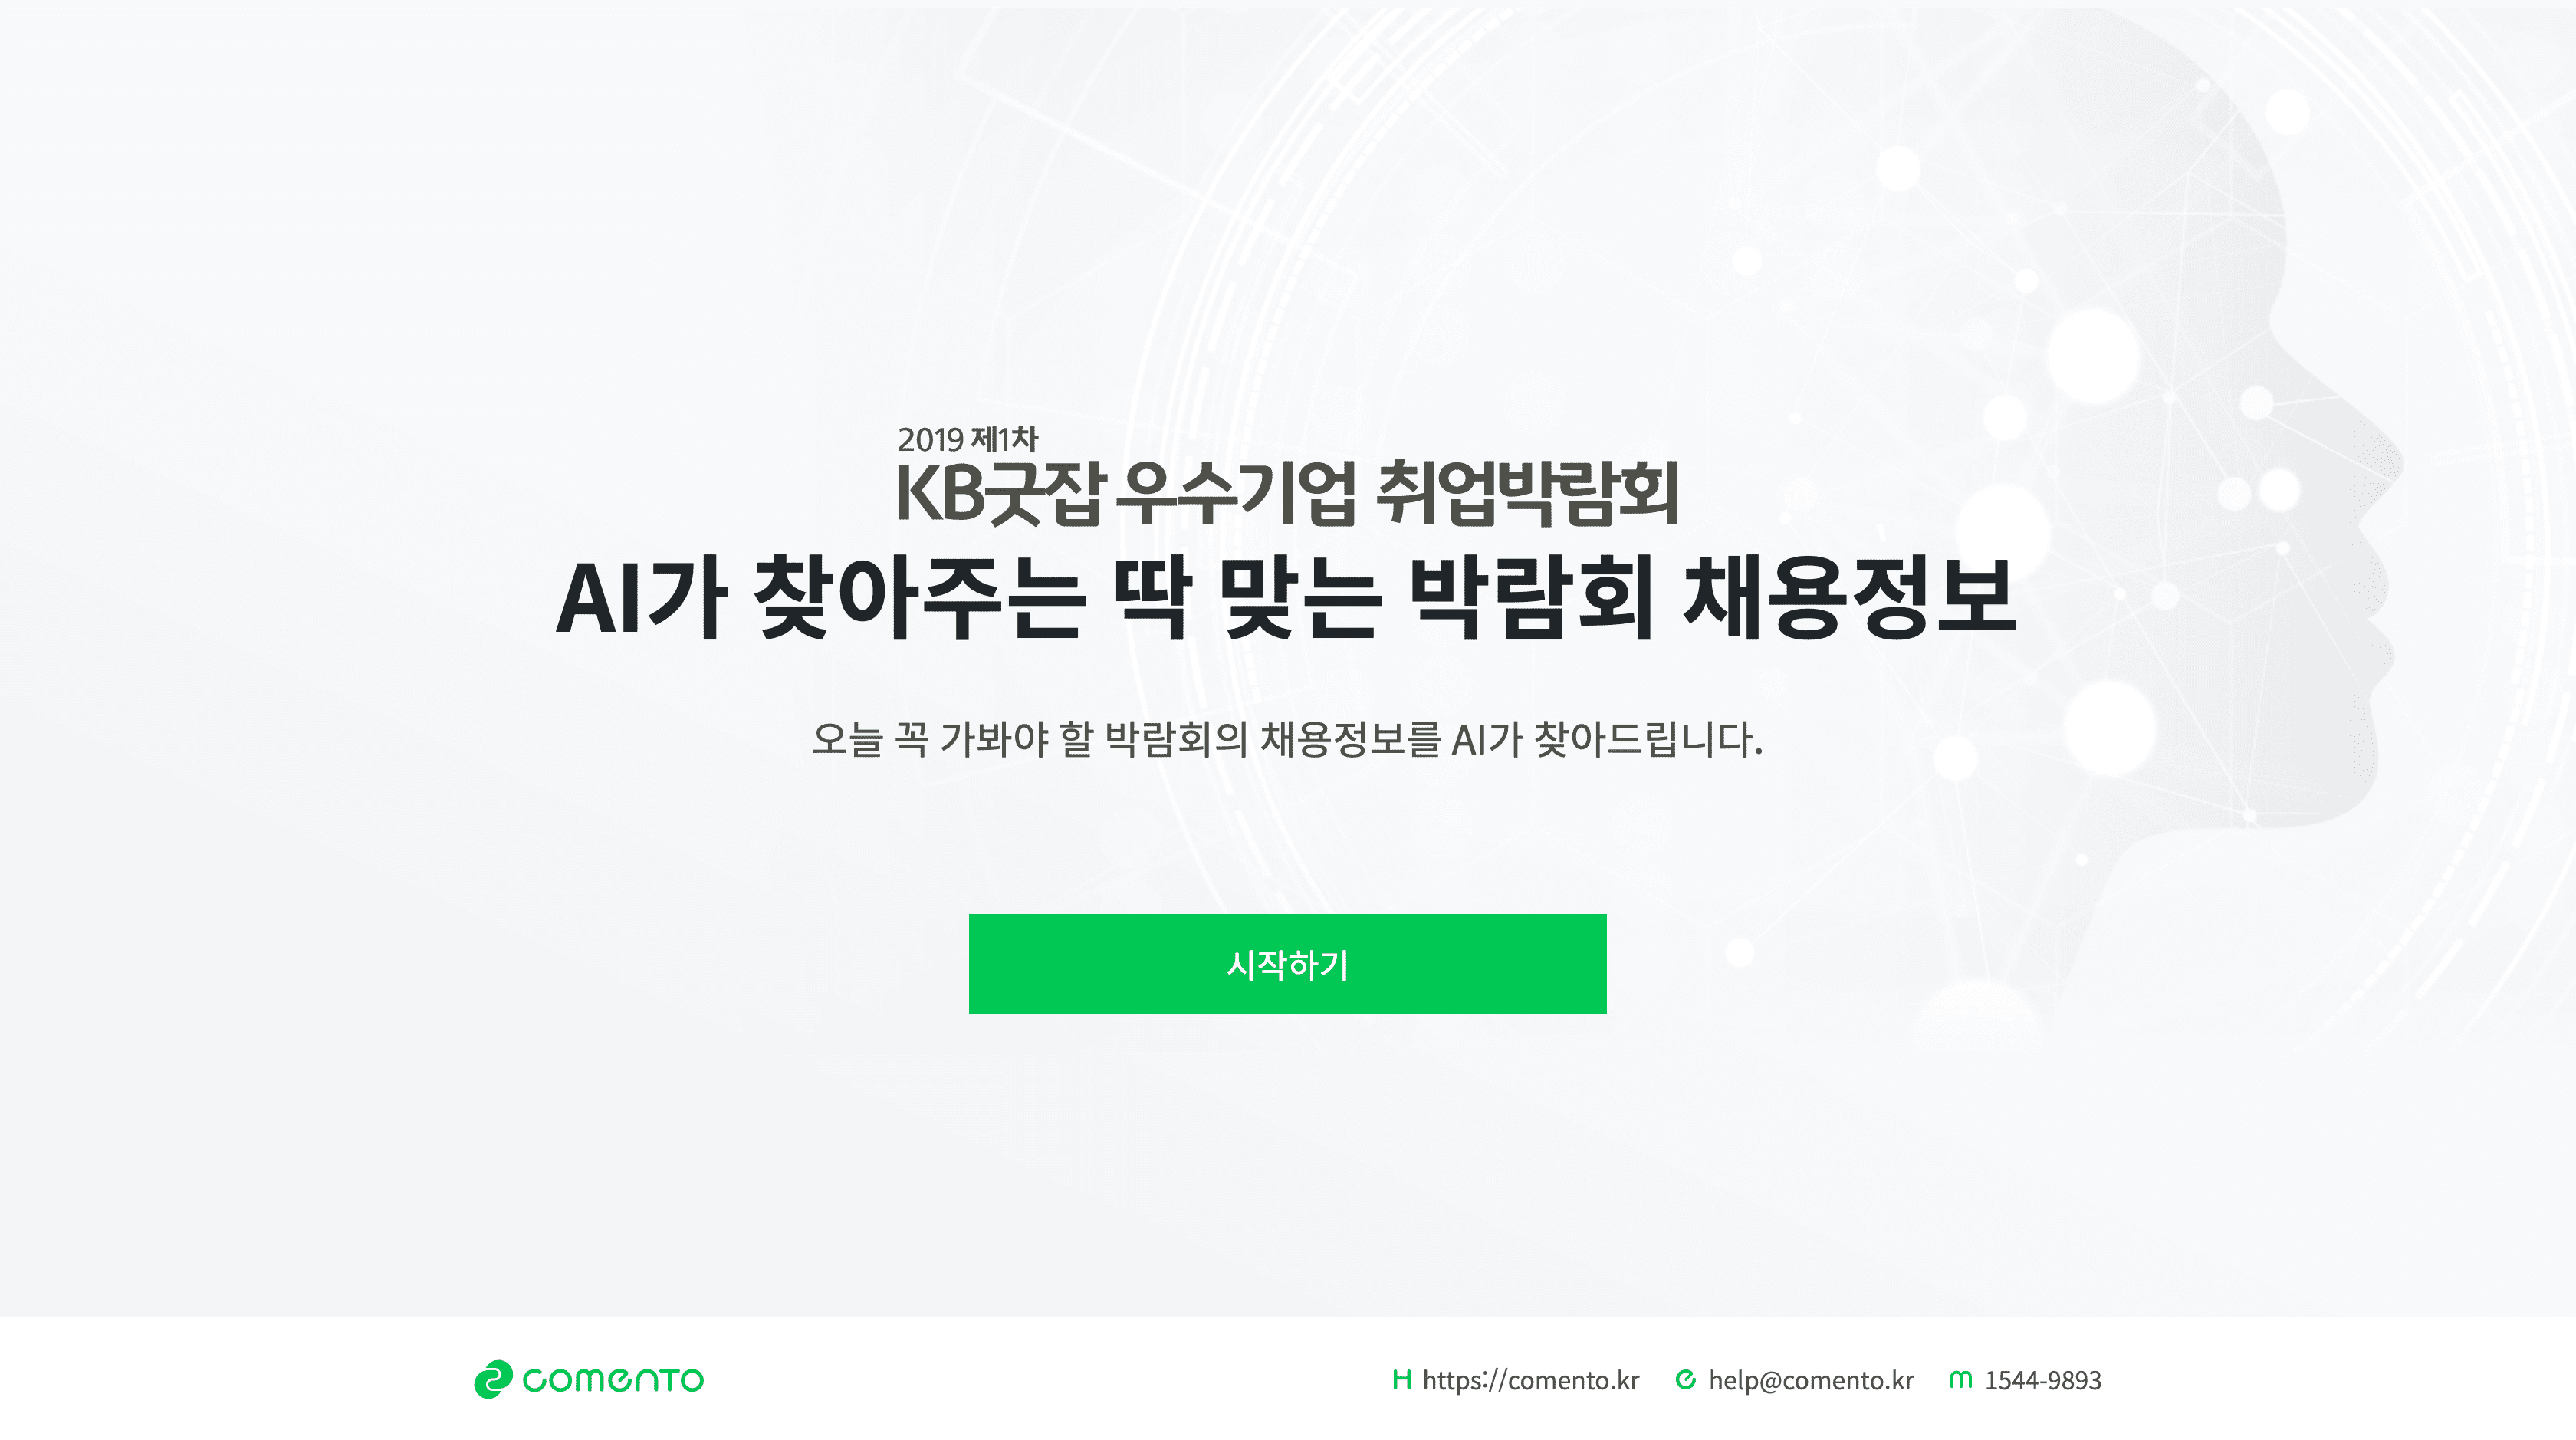 2019 제1차
KB굿잡 우수기업 취업박람회
AI가 찾아주는 딱 맞는 박람회 채용정보
오늘 꼭 가봐야 할 박람회의 채용정보를 AI가 찾아드립니다.
시작하기
comento
H https://comento.kr e help@comento.kr m 1544-9893